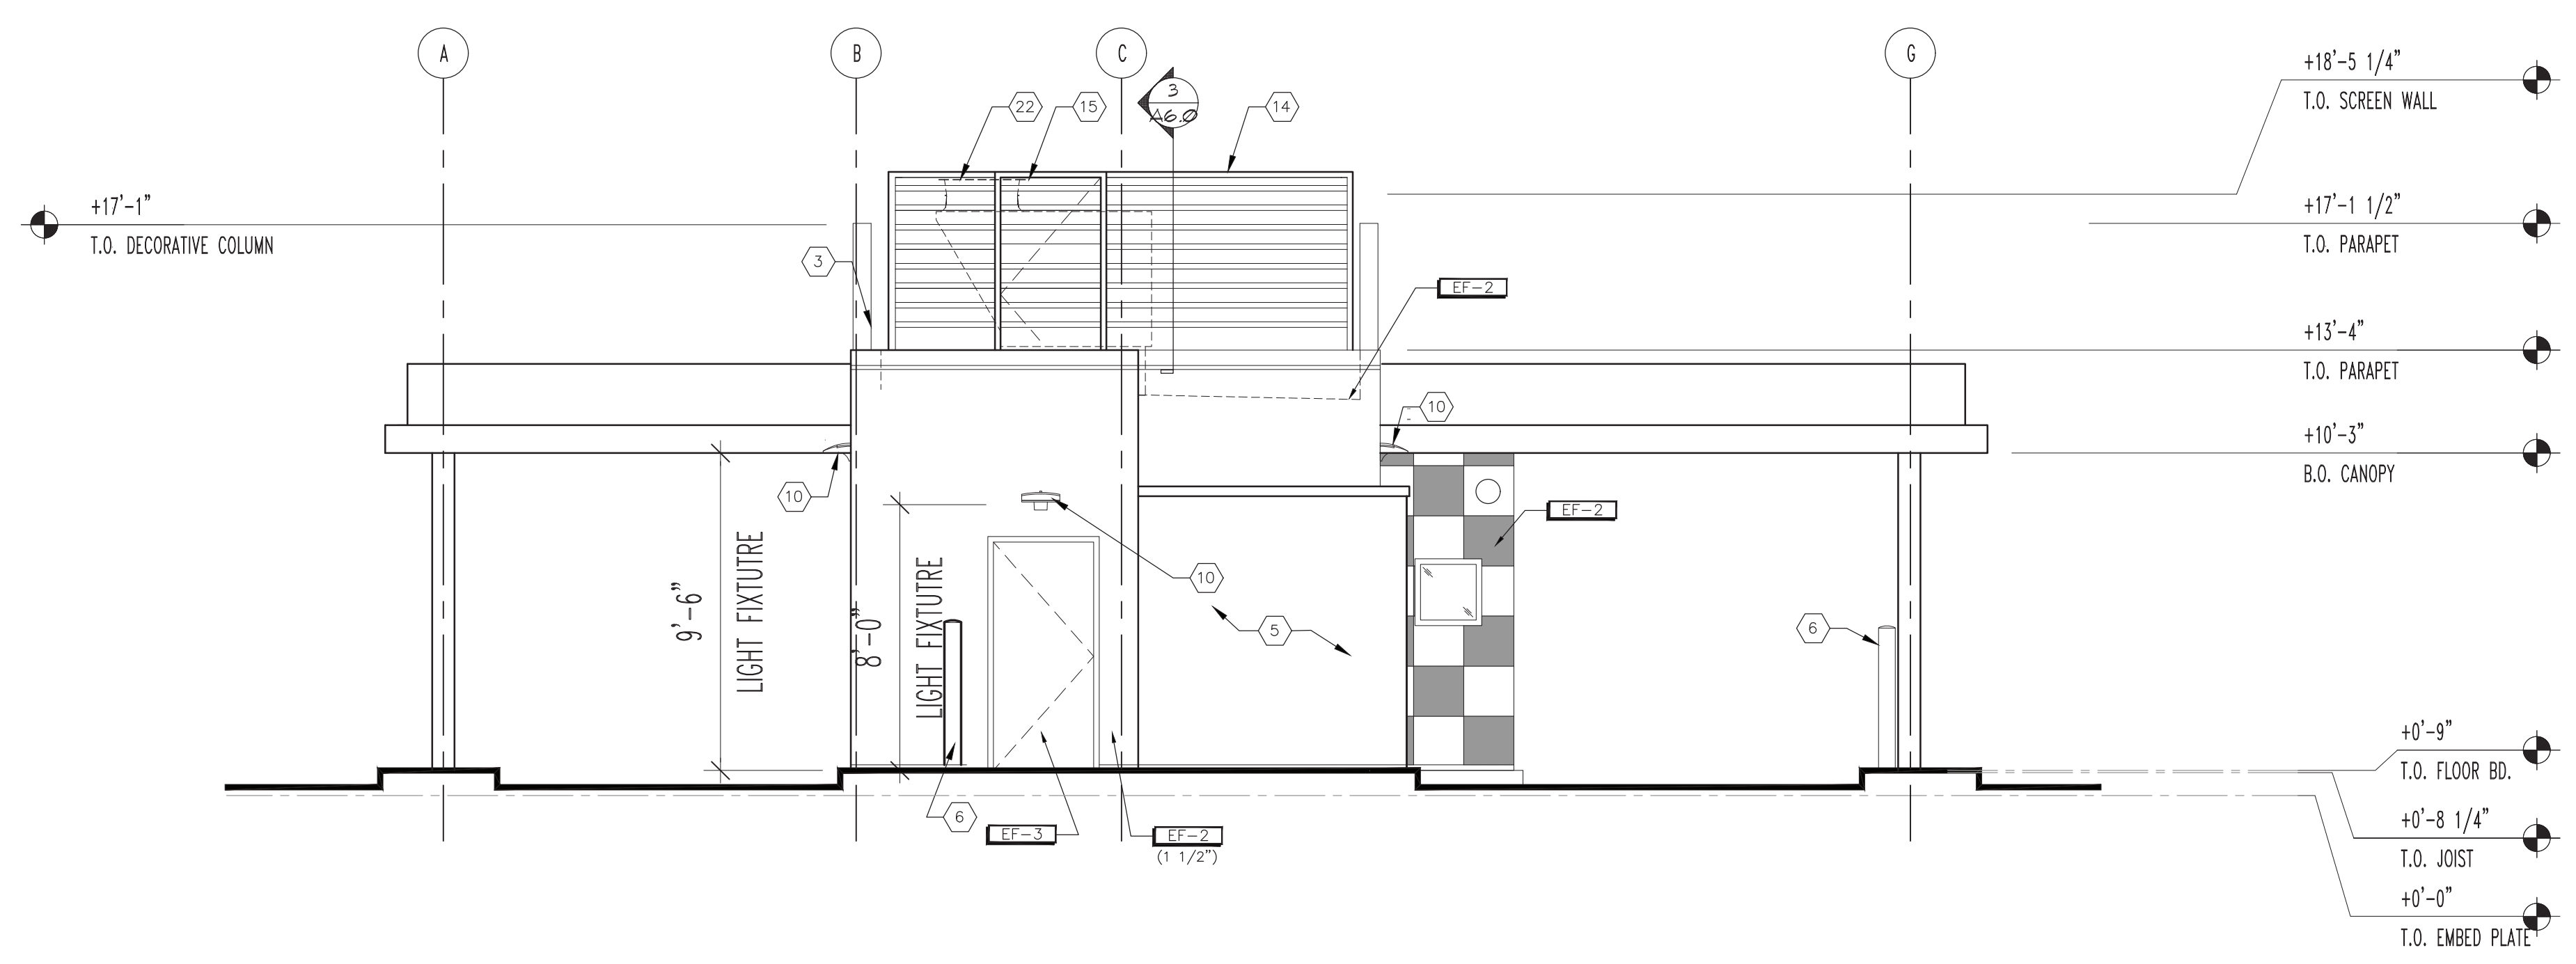 A
B
C
G
+18'-5 1/4"
T.O. SCREEN WALL
22
15
3
A6.0
14
+17'-1"
T.O. DECORATIVE COLUMN
+17'-1 1/2"
T.O. PARAPET
3
EF-2
+13'-4"
T.O. PARAPET
10
+10'-3"
B.O. CANOPY
10
EF-2
9'-6"
LIGHT FIXTUTRE
8'-0"
LIGHT FIXTUTRE
10
5
6
+0'-9"
T.O. FLOOR BD.
6
EF-3
EF-2
(1 1/2")
+0'-8 1/4"
T.O. JOIST
+0'-0"
T.O. EMBED PLATE